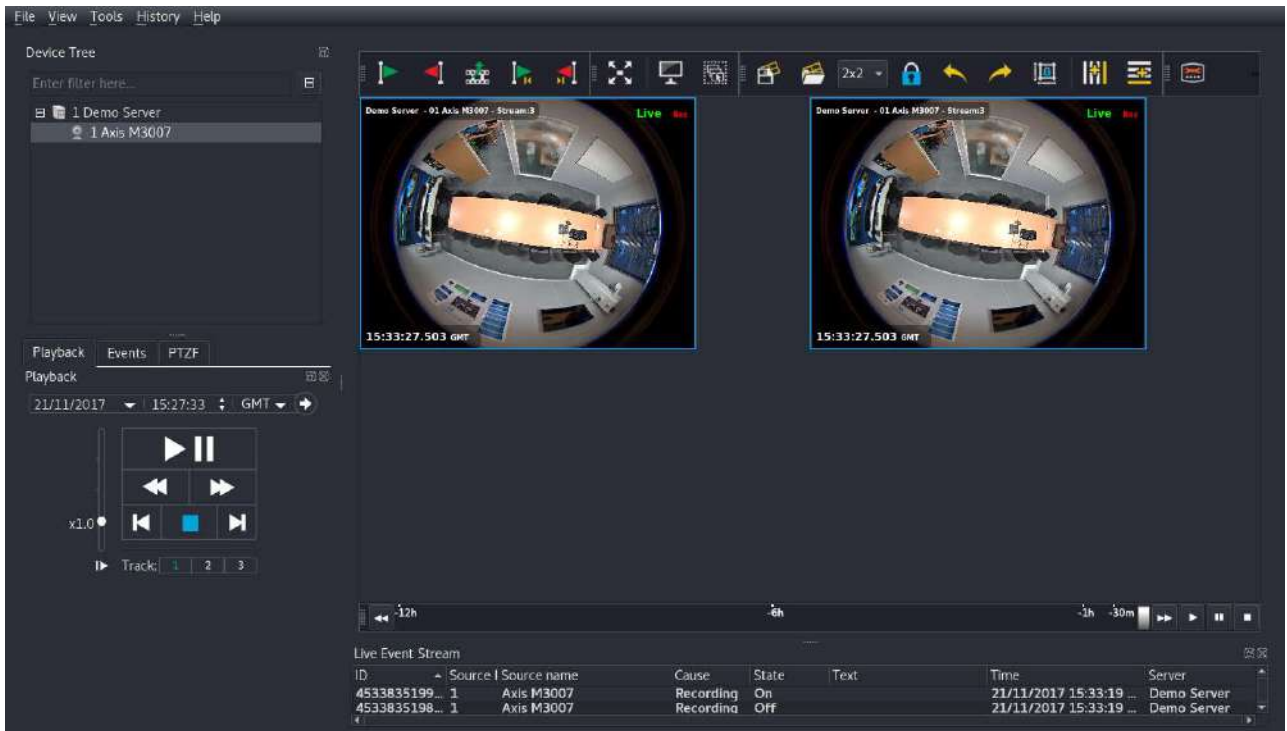 File View Tools History Help
Device Tree
Enter filter here...
1 Demo Server
1 Axis M3007
2x2
Demo Server - 01 Axis M3007 - Stream:3
Live Rec
15:33:27.503 GMT
Demo Server - 01 Axis M3007 - Stream:3
Live Rec
15:33:27.503 GMT
Playback Events PTZF
Playback
21/11/2017 15:27:33 GMT
x1.0
Track: 1 2 3
-12h -6h -1h -30m
Live Event Stream
ID Source I Source name Cause State Text Time Server
4533835199... 1 Axis M3007 Recording On 21/11/2017 15:33:19 ... Demo Server
4533835198... 1 Axis M3007 Recording Off 21/11/2017 15:33:19 ... Demo Server